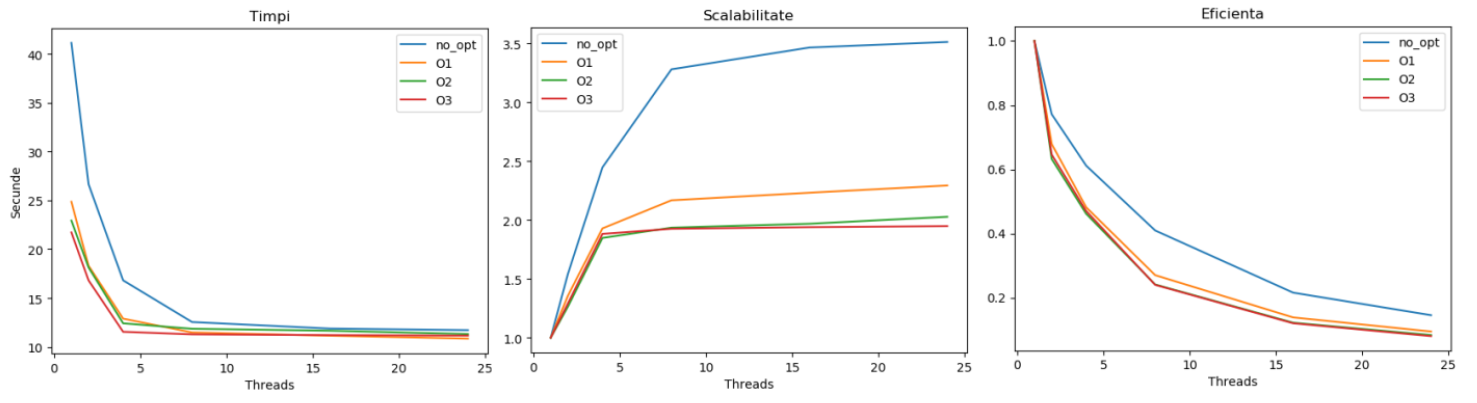 Timpi
Secunde
40
35
30
25
20
15
10
0
5
10
15
20
25
Threads
no_opt
O1
O2
O3
Scalabilitate
3.5
3.0
2.5
2.0
1.5
1.0
0
5
10
15
20
25
Threads
no_opt
O1
O2
O3
Eficienta
1.0
0.8
0.6
0.4
0.2
0
5
10
15
20
25
Threads
no_opt
O1
O2
O3